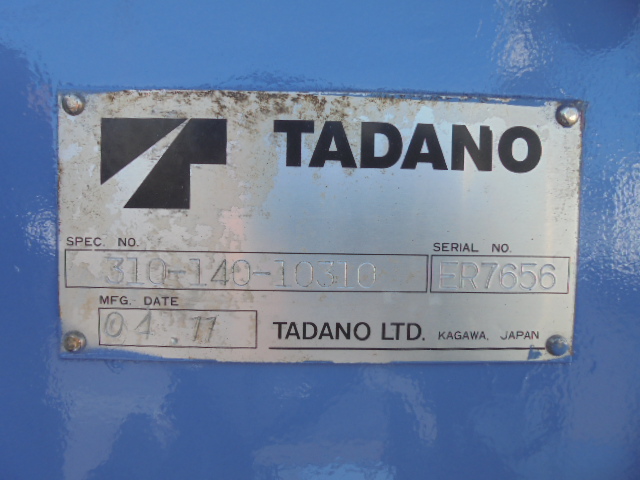 TADANO
SPEC. NO. SERIAL NO.
310-140-10310 ER7656
MFG. DATE
04.11 TADANO LTD. KAGAWA, JAPAN